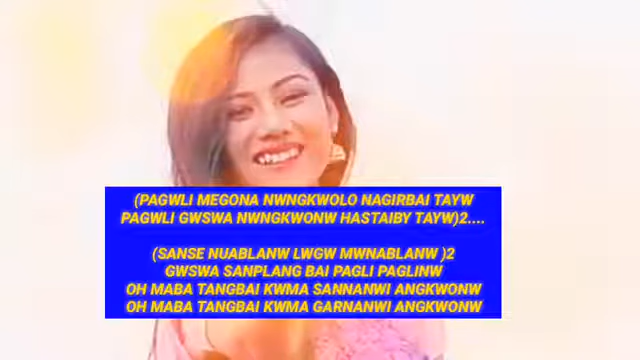 (PAGWLI MEGONA NWNGKWOLO NAGIRBAI TAYW
PAGWLI GWSWA NWNGKWONW HASTAIBY TAYW)2....
(SANSE NUABLANW LWGW MWNABLANW )2
GWSWA SANPLANG BAI PAGLI PAGLINW
OH MABA TANGBAI KWMA SANNANWI ANGKWONW
OH MABA TANGBAI KWMA GARNANWI ANGKWONW